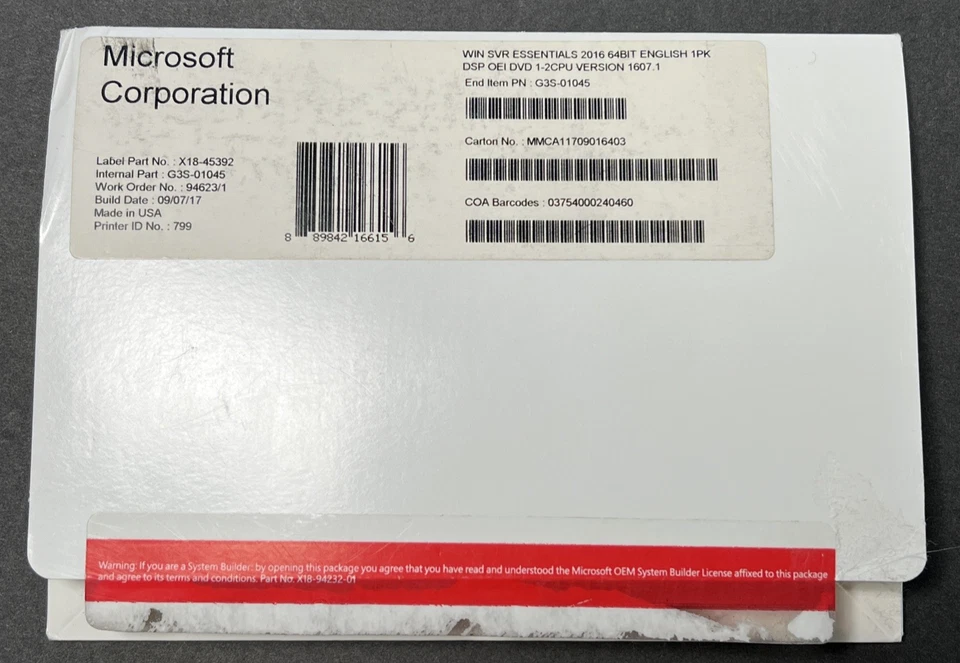 Microsoft
Corporation
Label Part No. : X18-45392
Internal Part : G3S-01045
Work Order No. : 94623/1
Build Date : 09/07/17
Made in USA
Printer ID No. : 799
8 89842 16615 6
WIN SVR ESSENTIALS 2016 64BIT ENGLISH 1PK
DSP OEI DVD 1-2CPU VERSION 1607.1
End Item PN : G3S-01045
Carton No. : MMCA11709016403
COA Barcodes : 03754000240460
Warning: If you are a System Builder: by opening this package you agree that you have read and understood the Microsoft OEM System Builder License affixed to this package
and agree to its terms and conditions. Part No: X18-94232-01